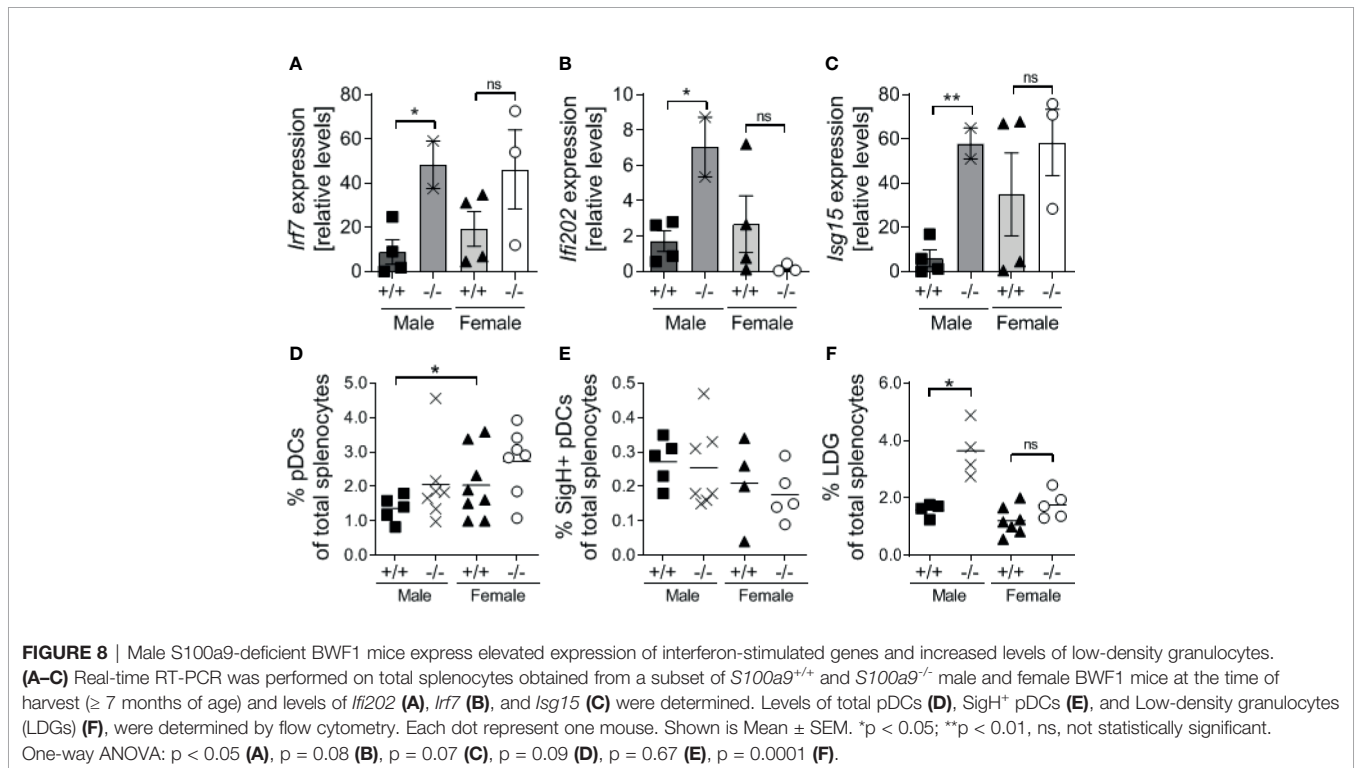 A
Irf7 expression
[relative levels]
80
60
40
20
0
*
ns
+/+ -/- +/+ -/-
Male Female
B
Ifi202 expression
[relative levels]
10
8
6
4
2
0
*
ns
+/+ -/- +/+ -/-
Male Female
C
Isg15 expression
[relative levels]
80
60
40
20
0
**
ns
+/+ -/- +/+ -/-
Male Female
D
% pDCs
of total splenocytes
5.0
4.0
3.0
2.0
1.0
0.0
*
+/+ -/- +/+ -/-
Male Female
E
% SigH+ pDCs
of total splenocytes
0.5
0.4
0.3
0.2
0.1
0.0
+/+ -/- +/+ -/-
Male Female
F
% LDG
of total splenocytes
6.0
4.0
2.0
0.0
*
ns
+/+ -/- +/+ -/-
Male Female
FIGURE 8 | Male S100a9-deficient BWF1 mice express elevated expression of interferon-stimulated genes and increased levels of low-density granulocytes.
(A–C) Real-time RT-PCR was performed on total splenocytes obtained from a subset of S100a9+/+ and S100a9-/- male and female BWF1 mice at the time of
harvest (≥ 7 months of age) and levels of Ifi202 (A), Irf7 (B), and Isg15 (C) were determined. Levels of total pDCs (D), SigH+ pDCs (E), and Low-density granulocytes
(LDGs) (F), were determined by flow cytometry. Each dot represent one mouse. Shown is Mean ± SEM. *p < 0.05; **p < 0.01, ns, not statistically significant.
One-way ANOVA: p < 0.05 (A), p = 0.08 (B), p = 0.07 (C), p = 0.09 (D), p = 0.67 (E), p = 0.0001 (F).